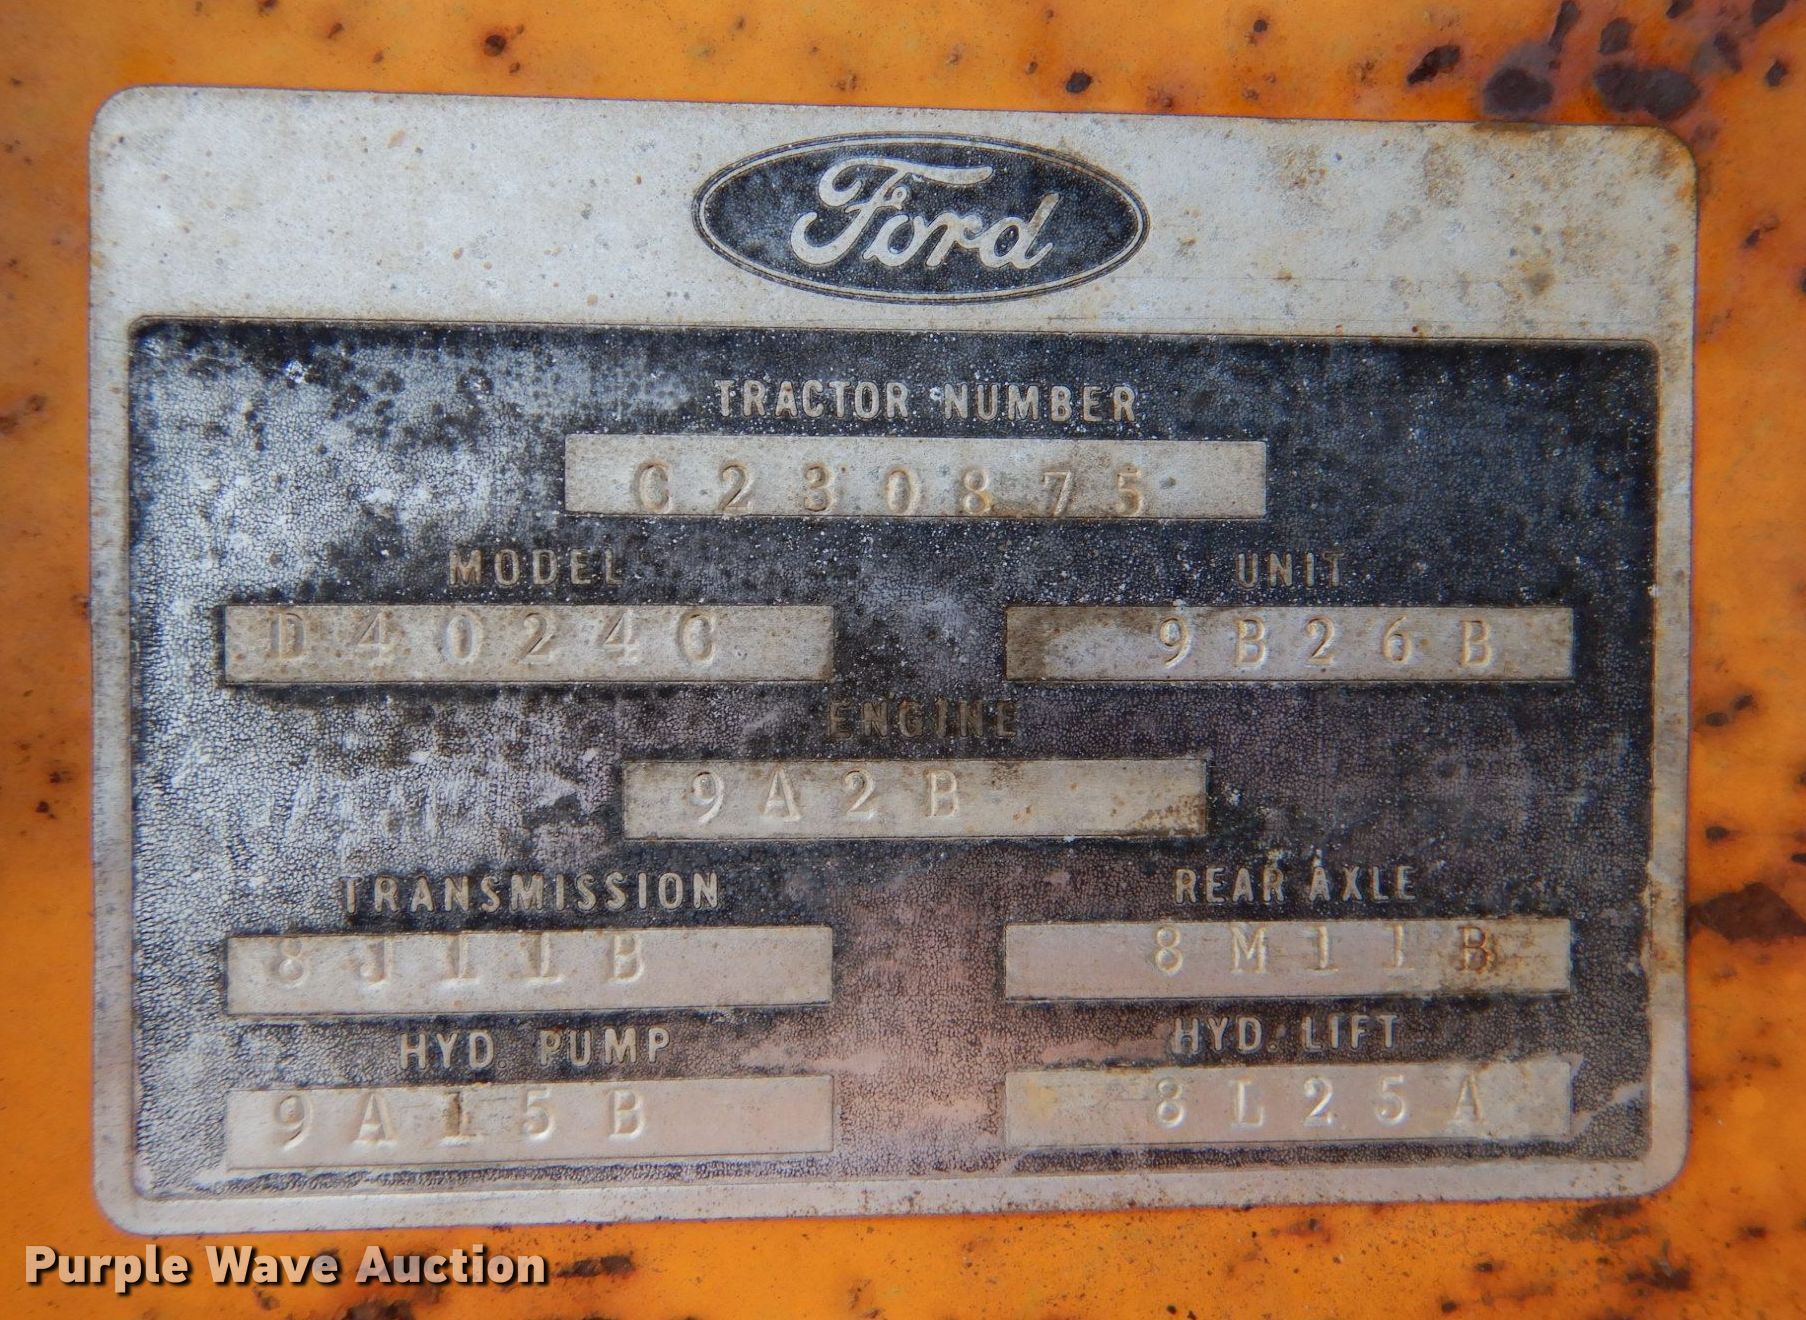 Ford
TRACTOR NUMBER
C230875
MODEL UNIT
D4024C 9B26B
ENGINE
9A2B
TRANSMISSION REAR AXLE
8J11B 8M11B
HYD PUMP HYD. LIFT
9A15B 8L25A
Purple Wave Auction